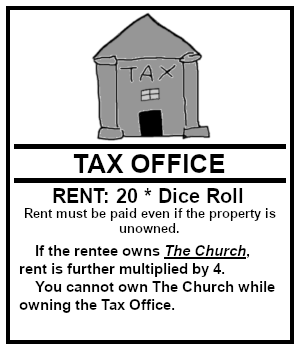 TAX
TAX OFFICE
RENT: 20 * Dice Roll
Rent must be paid even if the property is
unowned.
If the rentee owns The Church,
rent is further multiplied by 4.
You cannot own The Church while
owning the Tax Office.